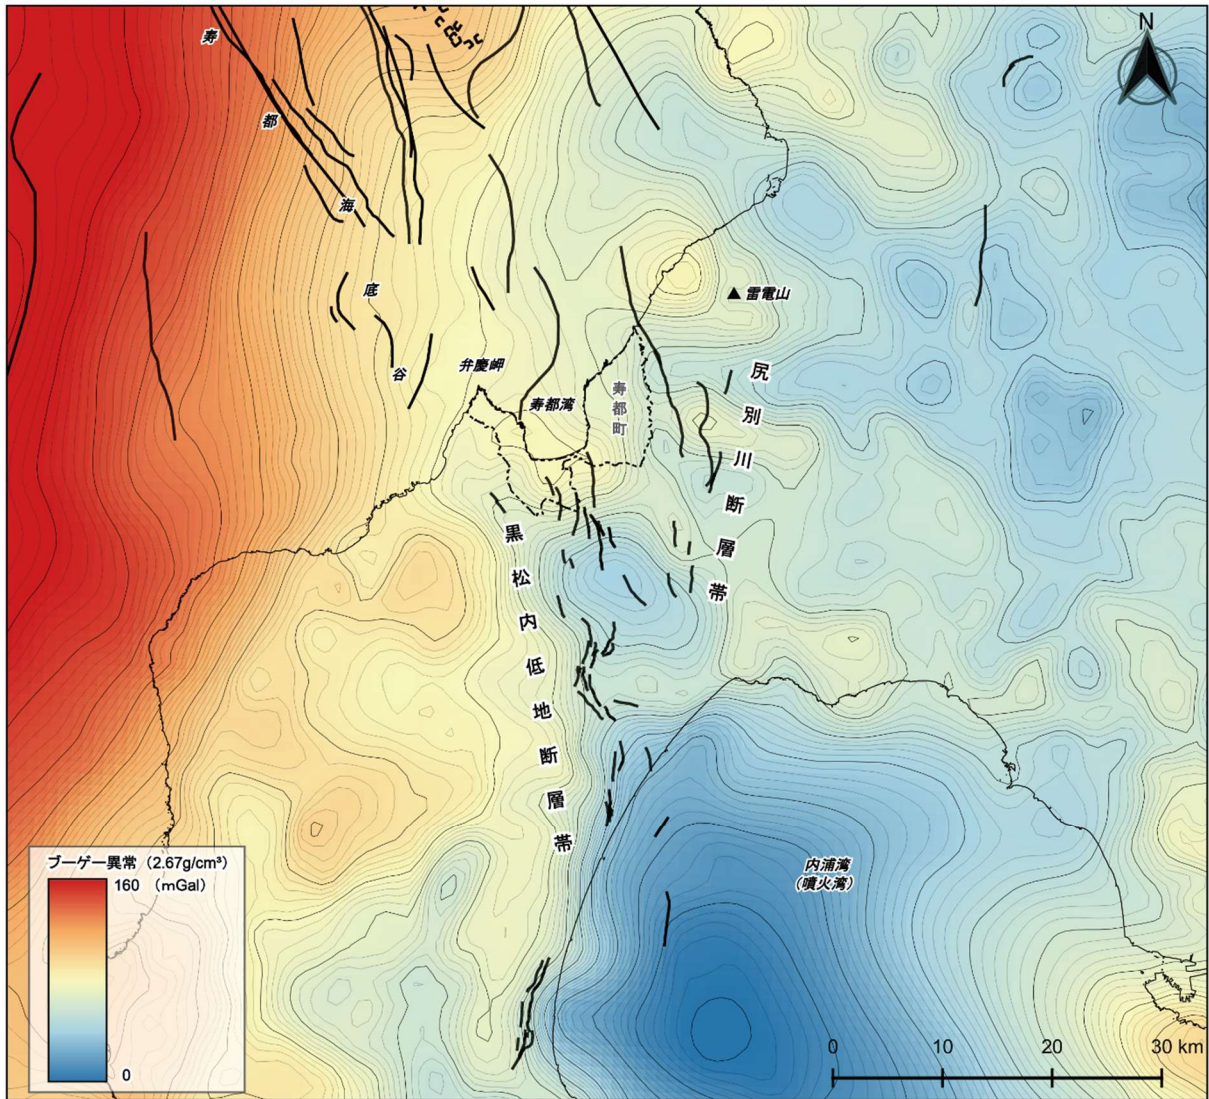 N
寿都海底谷
雷電山
弁慶岬
寿都湾
寿都町
尻別川断層帯
黒松内低地断層帯
内浦湾
（噴火湾）
ブーゲー異常（2.67g/cm³）
160 （mGal）
0
0 10 20 30 km